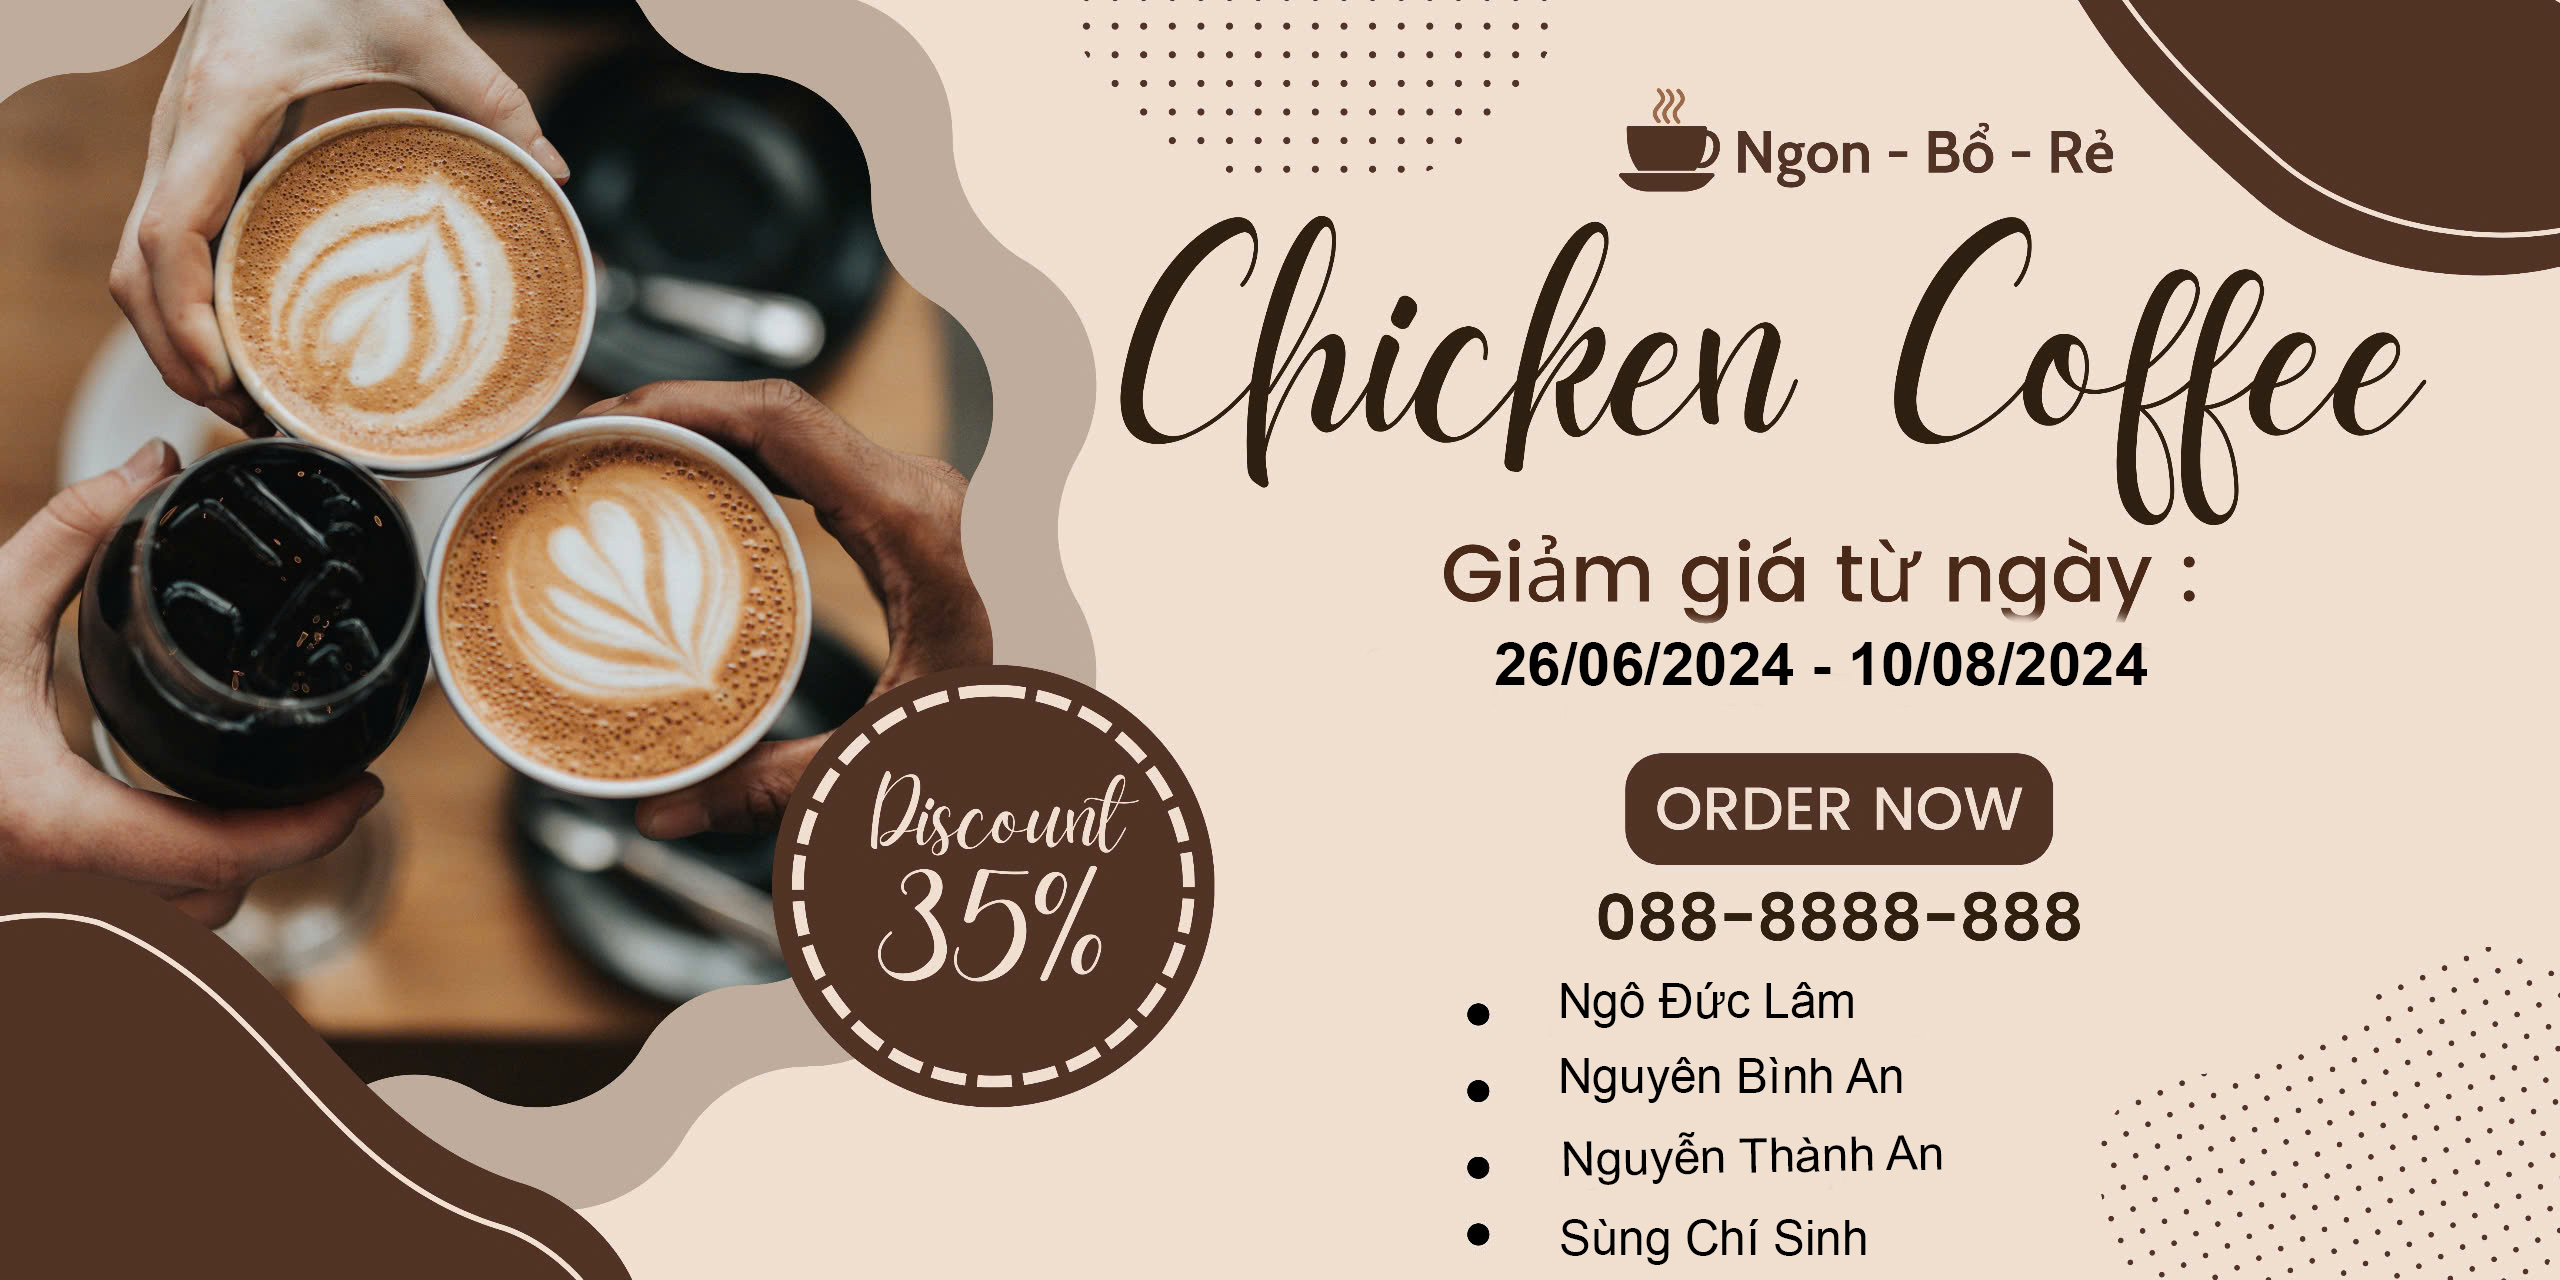 Ngon - Bổ - Rẻ
Chicken Coffee
Giảm giá từ ngày :
26/06/2024 - 10/08/2024
Discount
35%
ORDER NOW
088-8888-888
• Ngô Đức Lâm
• Nguyên Bình An
• Nguyễn Thành An
• Sùng Chí Sinh